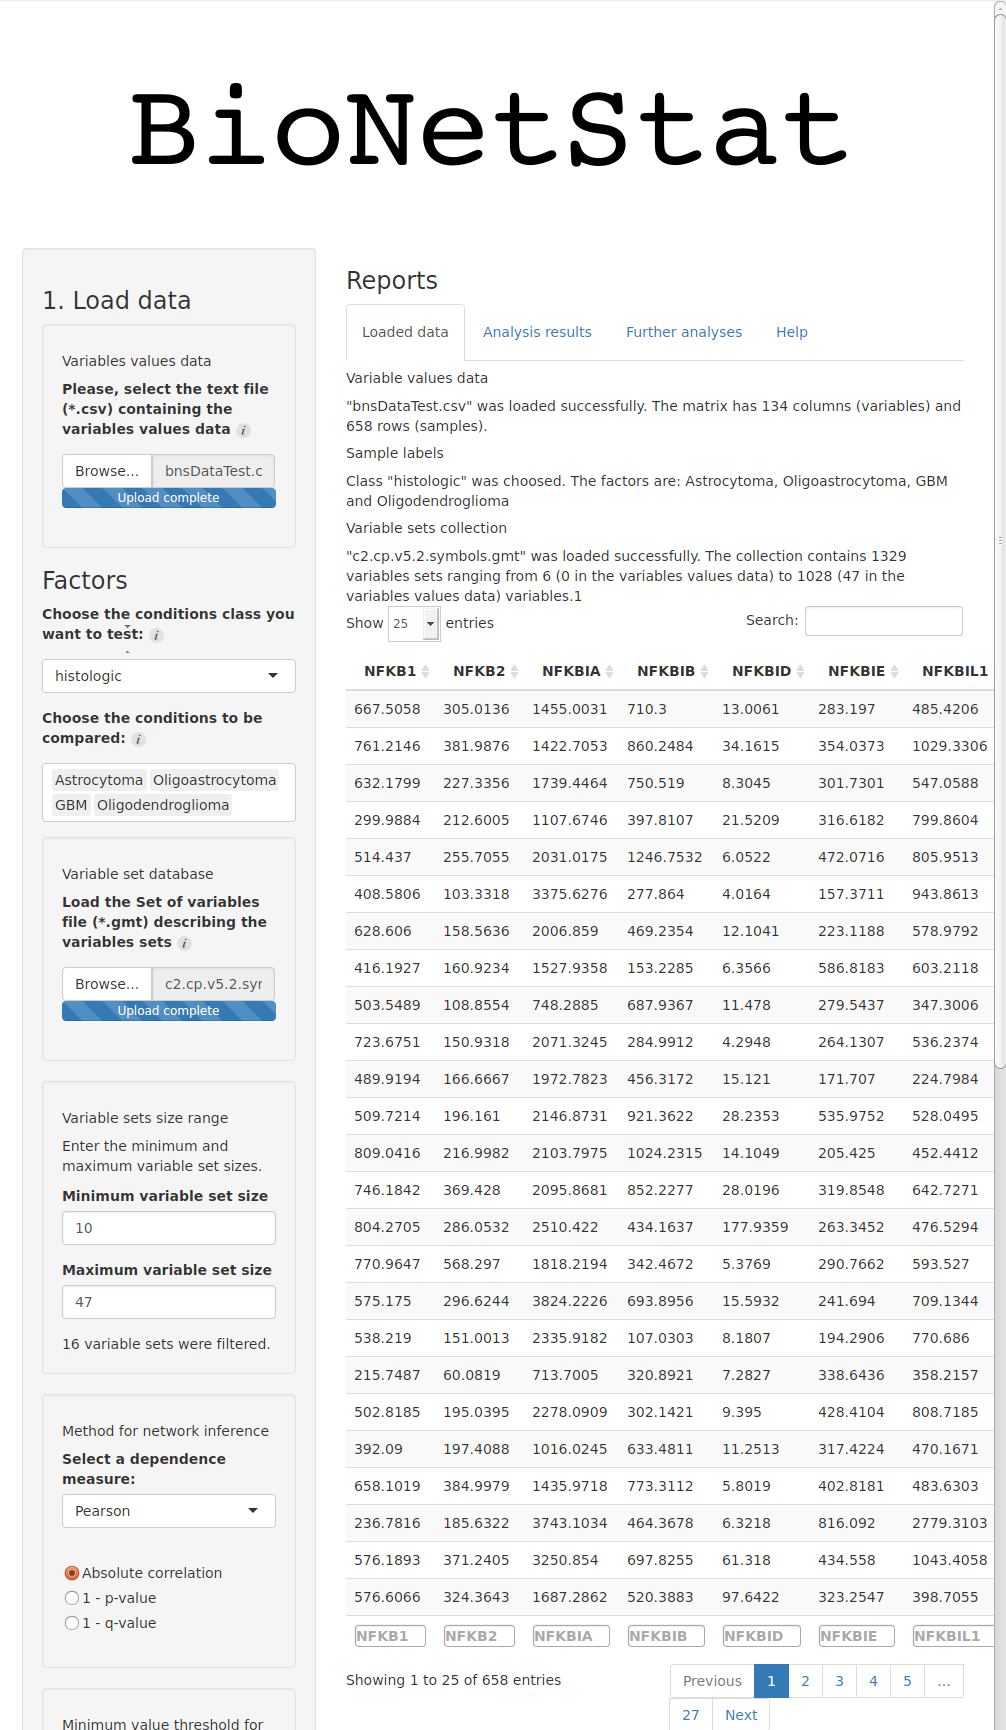 BioNetStat
1. Load data
Variables values data
Please, select the text file
(*.csv) containing the
variables values data i
Browse... bnsDataTest.c
Upload complete
Factors
Choose the conditions class you
want to test: i
histologic
Choose the conditions to be
compared: i
Astrocytoma Oligoastrocytoma
GBM Oligodendroglioma
Variable set database
Load the Set of variables
file (*.gmt) describing the
variables sets i
Browse... c2.cp.v5.2.syr
Upload complete
Variable sets size range
Enter the minimum and
maximum variable set sizes.
Minimum variable set size
10
Maximum variable set size
47
16 variable sets were filtered.
Method for network inference
Select a dependence
measure:
Pearson
Absolute correlation
1 - p-value
1 - q-value
Minimum value threshold for
Reports
Loaded data Analysis results Further analyses Help
Variable values data
"bnsDataTest.csv" was loaded successfully. The matrix has 134 columns (variables) and
658 rows (samples).
Sample labels
Class "histologic" was choosed. The factors are: Astrocytoma, Oligoastrocytoma, GBM
and Oligodendroglioma
Variable sets collection
"c2.cp.v5.2.symbols.gmt" was loaded successfully. The collection contains 1329
variables sets ranging from 6 (0 in the variables values data) to 1028 (47 in the
variables values data) variables.1
Show 25 entries Search:
NFKB1 NFKB2 NFKBIA NFKBIB NFKBID NFKBIE NFKBIL1
667.5058 305.0136 1455.0031 710.3 13.0061 283.197 485.4206
761.2146 381.9876 1422.7053 860.2484 34.1615 354.0373 1029.3306
632.1799 227.3356 1739.4464 750.519 8.3045 301.7301 547.0588
299.9884 212.6005 1107.6746 397.8107 21.5209 316.6182 799.8604
514.437 255.7055 2031.0175 1246.7532 6.0522 472.0716 805.9513
408.5806 103.3318 3375.6276 277.864 4.0164 157.3711 943.8613
628.606 158.5636 2006.859 469.2354 12.1041 223.1188 578.9792
416.1927 160.9234 1527.9358 153.2285 6.3566 586.8183 603.2118
503.5489 108.8554 748.2885 687.9367 11.478 279.5437 347.3006
723.6751 150.9318 2071.3245 284.9912 4.2948 264.1307 536.2374
489.9194 166.6667 1972.7823 456.3172 15.121 171.707 224.7984
509.7214 196.161 2146.8731 921.3622 28.2353 535.9752 528.0495
809.0416 216.9982 2103.7975 1024.2315 14.1049 205.425 452.4412
746.1842 369.428 2095.8681 852.2277 28.0196 319.8548 642.7271
804.2705 286.0532 2510.422 434.1637 177.9359 263.3452 476.5294
770.9647 568.297 1818.2194 342.4672 5.3769 290.7662 593.527
575.175 296.6244 3824.2226 693.8956 15.5932 241.694 709.1344
538.219 151.0013 2335.9182 107.0303 8.1807 194.2906 770.686
215.7487 60.0819 713.7005 320.8921 7.2827 338.6436 358.2157
502.8185 195.0395 2278.0909 302.1421 9.395 428.4104 808.7185
392.09 197.4088 1016.0245 633.4811 11.2513 317.4224 470.1671
658.1019 384.9979 1435.9718 773.3112 5.8019 402.8181 483.6303
236.7816 185.6322 3743.1034 464.3678 6.3218 816.092 2779.3103
576.1893 371.2405 3250.854 697.8255 61.318 434.558 1043.4058
576.6066 324.3643 1687.2862 520.3883 97.6422 323.2547 398.7055
NFKB1 NFKB2 NFKBIA NFKBIB NFKBID NFKBIE NFKBIL1
Showing 1 to 25 of 658 entries Previous 1 2 3 4 5 ...
27 Next